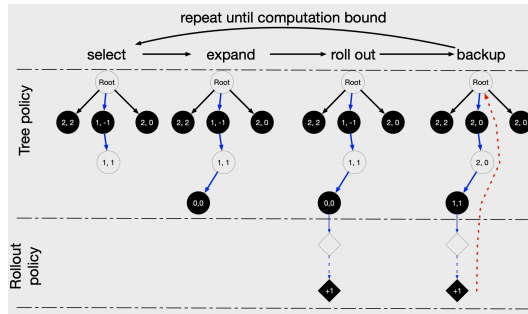 repeat until computation bound
select expand roll out backup
Tree policy
Root Root Root Root
2, 2 1, -1 2, 0 2, 2 1, -1 2, 0 2, 2 1, -1 2, 0 2, 2 2, 0 2, 0
1, 1 1, 1 1, 1 2, 0
0,0 0,0 1,1
Rollout
policy
+1 +1